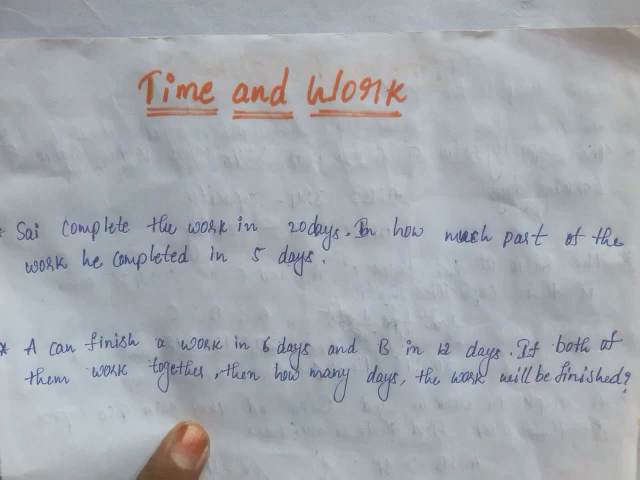 Time and Work
* Sai complete the work in 20 days. In how much part of the
work he completed in 5 days.
* A can finish a work in 6 days and B in 12 days. If both of
them work together, then how many days, the work will be finished?